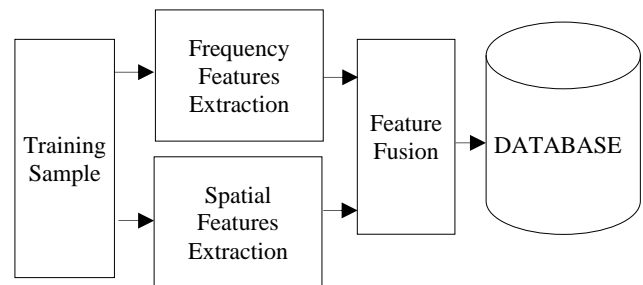 Training
Sample
Frequency
Features
Extraction
Spatial
Features
Extraction
Feature
Fusion
DATABASE